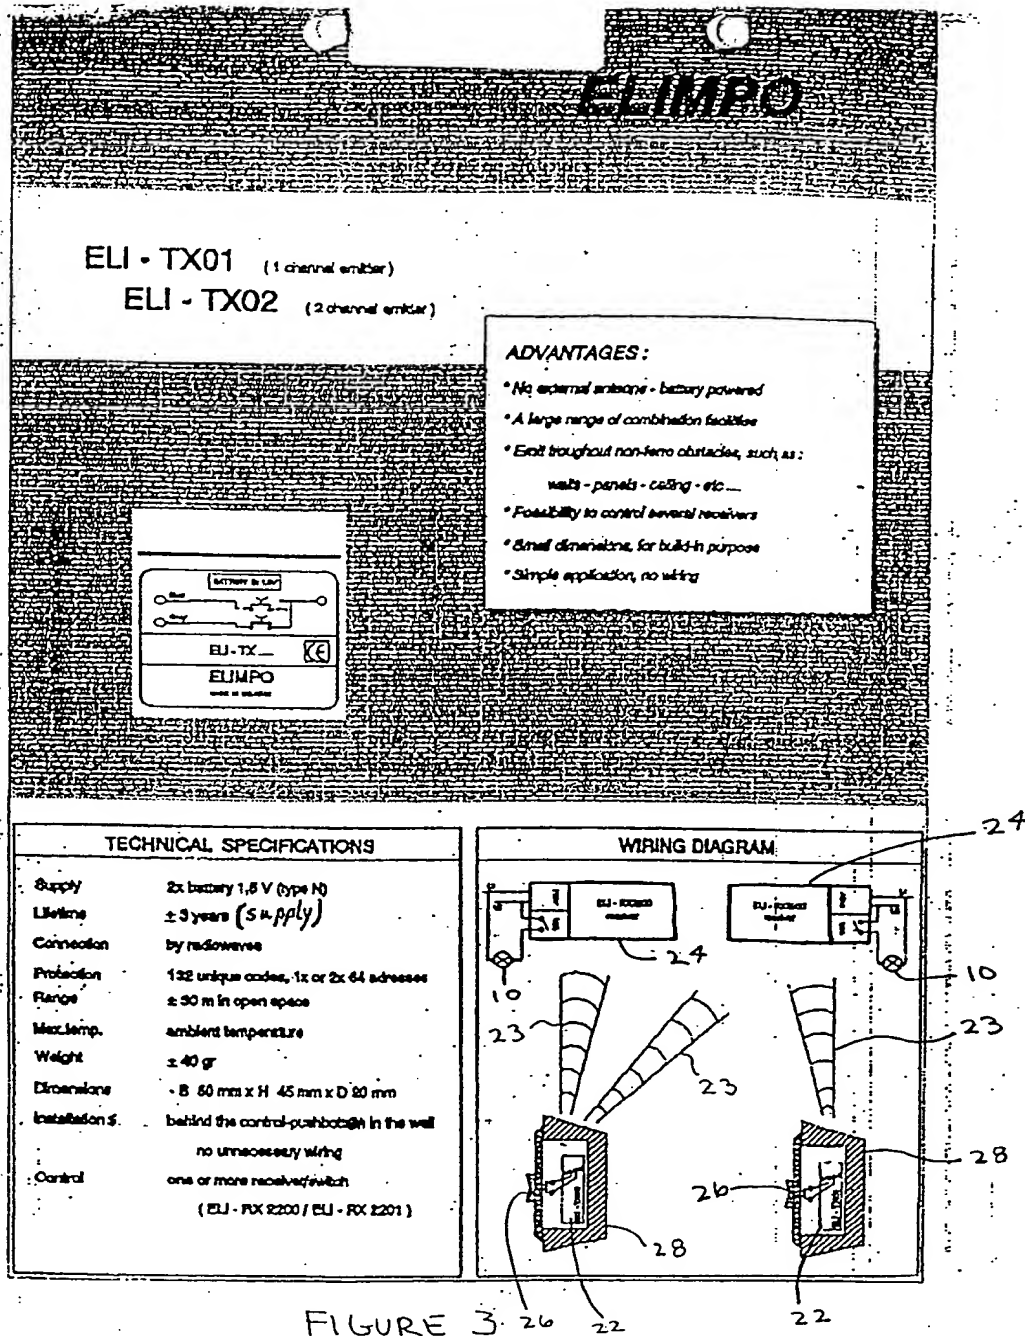 ELIMPO
ELI - TX01 (1 channel emitter)
ELI - TX02 (2 channel emitter)
ADVANTAGES :
* No external antenne - battery powered
* A large range of combination facilities
* Emit troughout non-ferro obstacles, such as :
walls - panels - ceiling - etc ...
* Possibility to control several receivers
* Small dimensions, for build-in purpose
* Simple application, no wiring
ELI - TX
CE
ELIMPO
TECHNICAL SPECIFICATIONS
Supply 2x battery 1,5 V (type N)
Lifetime ± 3 years (supply)
Connection by radiowaves
Protection 132 unique codes, 1x or 2x 64 adresses
Range ± 50 m in open space
Max.temp. ambient temperature
Weight ± 40 gr
Dimensions - B 50 mm x H 45 mm x D 20 mm
Installation behind the control-pushbutton in the wall
no unnecessary wiring
Control one or more receiver/switch
( ELI - RX 2200 / ELI - RX 2201 )
WIRING DIAGRAM
24
24
10
10
23
23
23
26
28
28
26
22
22
FIGURE 3